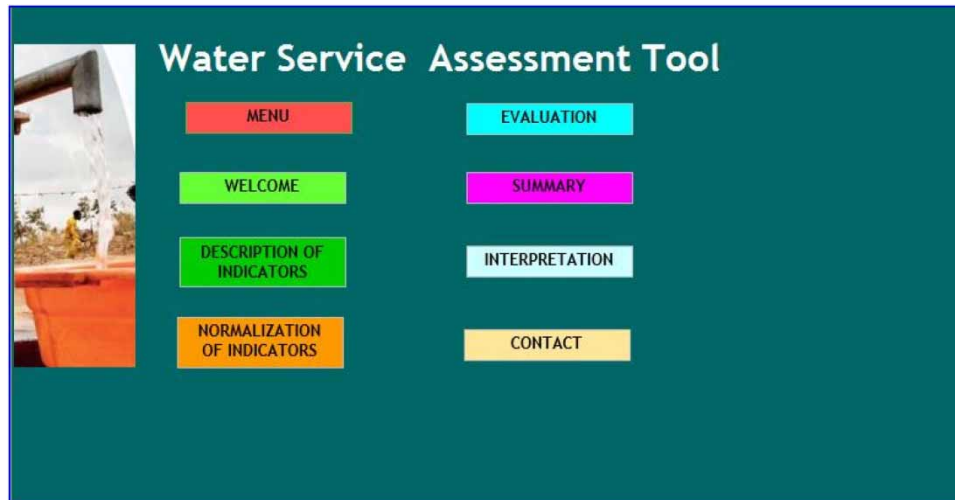 Water Service Assessment Tool
MENU
WELCOME
DESCRIPTION OF
INDICATORS
NORMALIZATION
OF INDICATORS
EVALUATION
SUMMARY
INTERPRETATION
CONTACT